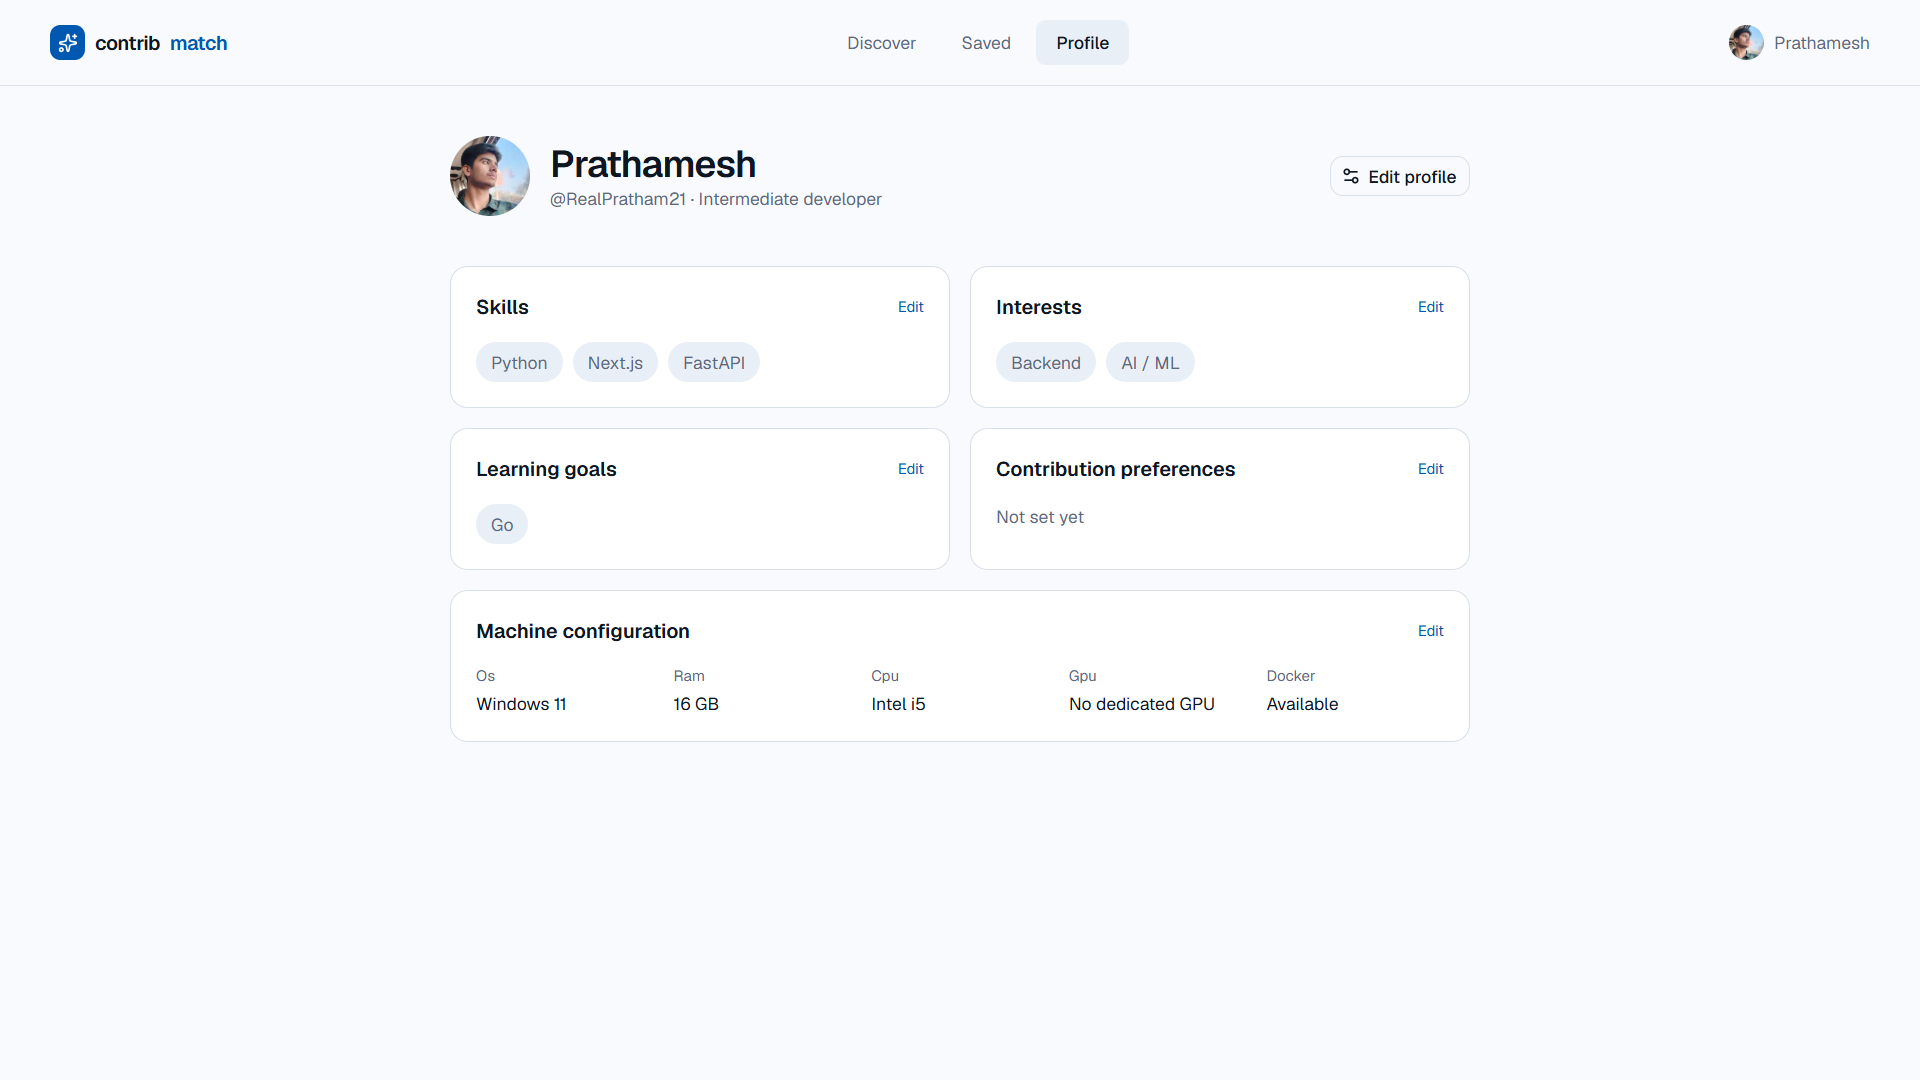 contrib match
Discover Saved Profile
Prathamesh
Prathamesh
@RealPratham21 · Intermediate developer
Edit profile
Skills Edit
Python Next.js FastAPI
Interests Edit
Backend AI / ML
Learning goals Edit
Go
Contribution preferences Edit
Not set yet
Machine configuration Edit
Os Ram Cpu Gpu Docker
Windows 11 16 GB Intel i5 No dedicated GPU Available